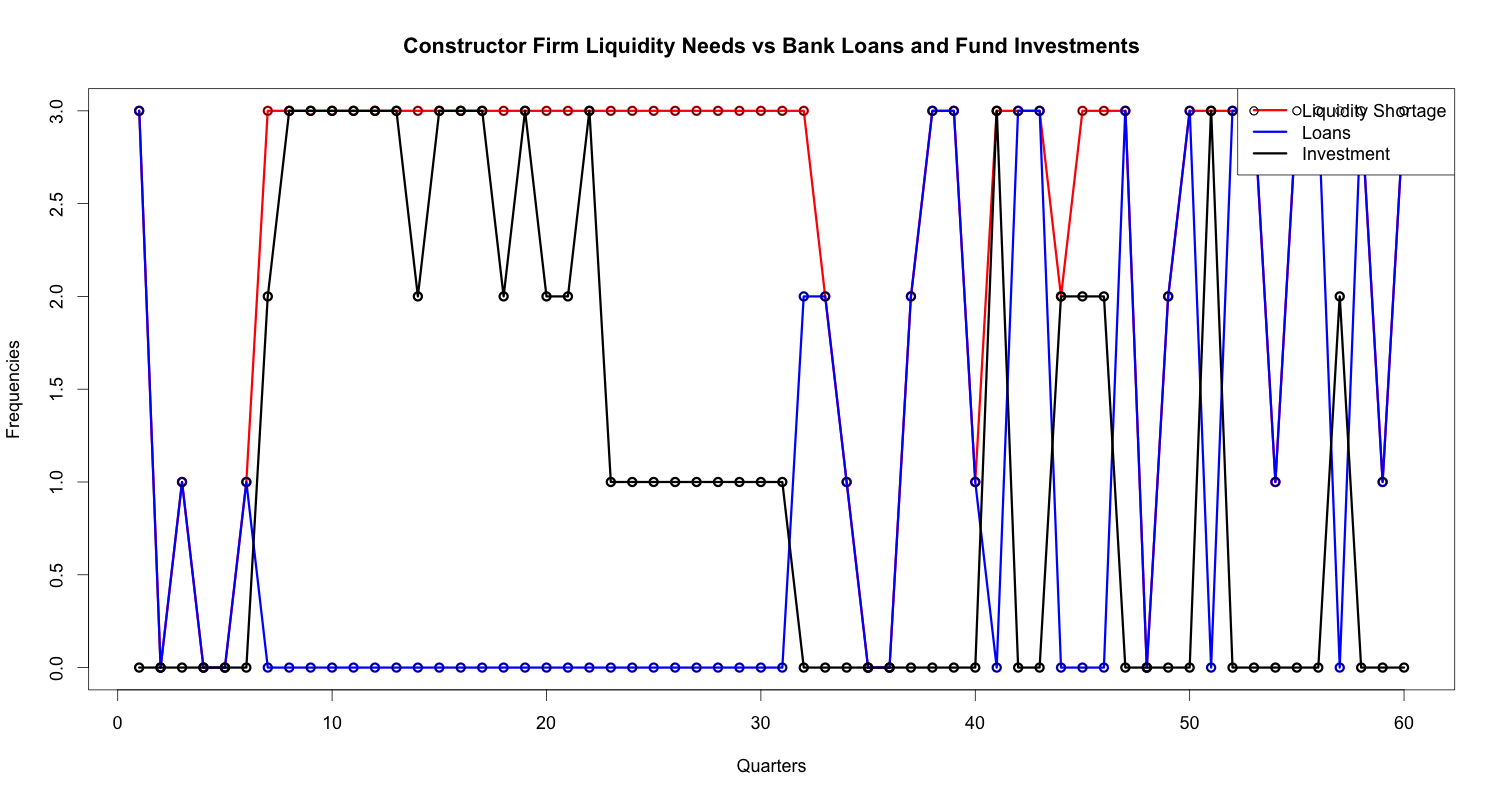 Constructor Firm Liquidity Needs vs Bank Loans and Fund Investments
Liquidity Shortage
Loans
Investment
Frequencies
3.0
2.5
2.0
1.5
1.0
0.5
0.0
0 10 20 30 40 50 60
Quarters